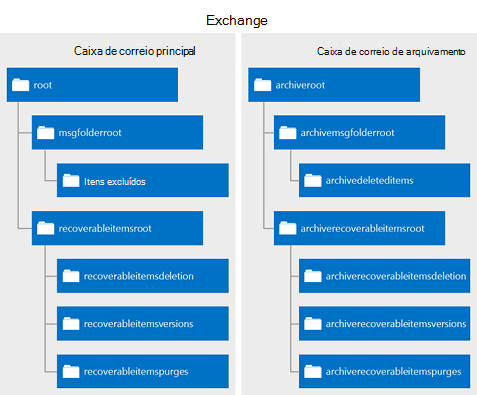 Exchange
Caixa de correio principal
root
msgfolderroot
Itens excluídos
recoverableitemsroot
recoverableitemsdeletion
recoverableitemsversions
recoverableitemspurges
Caixa de correio de arquivamento
archiveroot
archivemsgfolderroot
archivedeleteditems
archiverecoverableitemsroot
archiverecoverableitemsdeletion
archiverecoverableitemsversions
archiverecoverableitemspurges